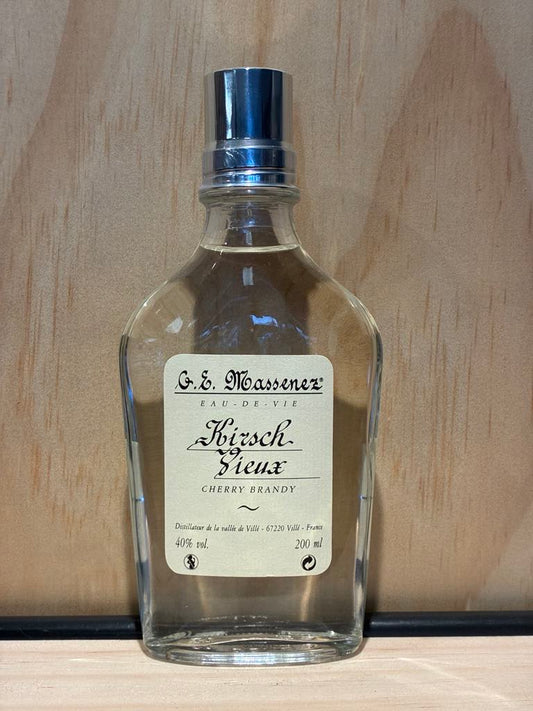 G. E. Massenez
EAU-DE-VIE
Kirsch
Vieux
CHERRY BRANDY
Distillateur de la vallée de Villé - 67220 Villé - France
40% vol. 200 ml